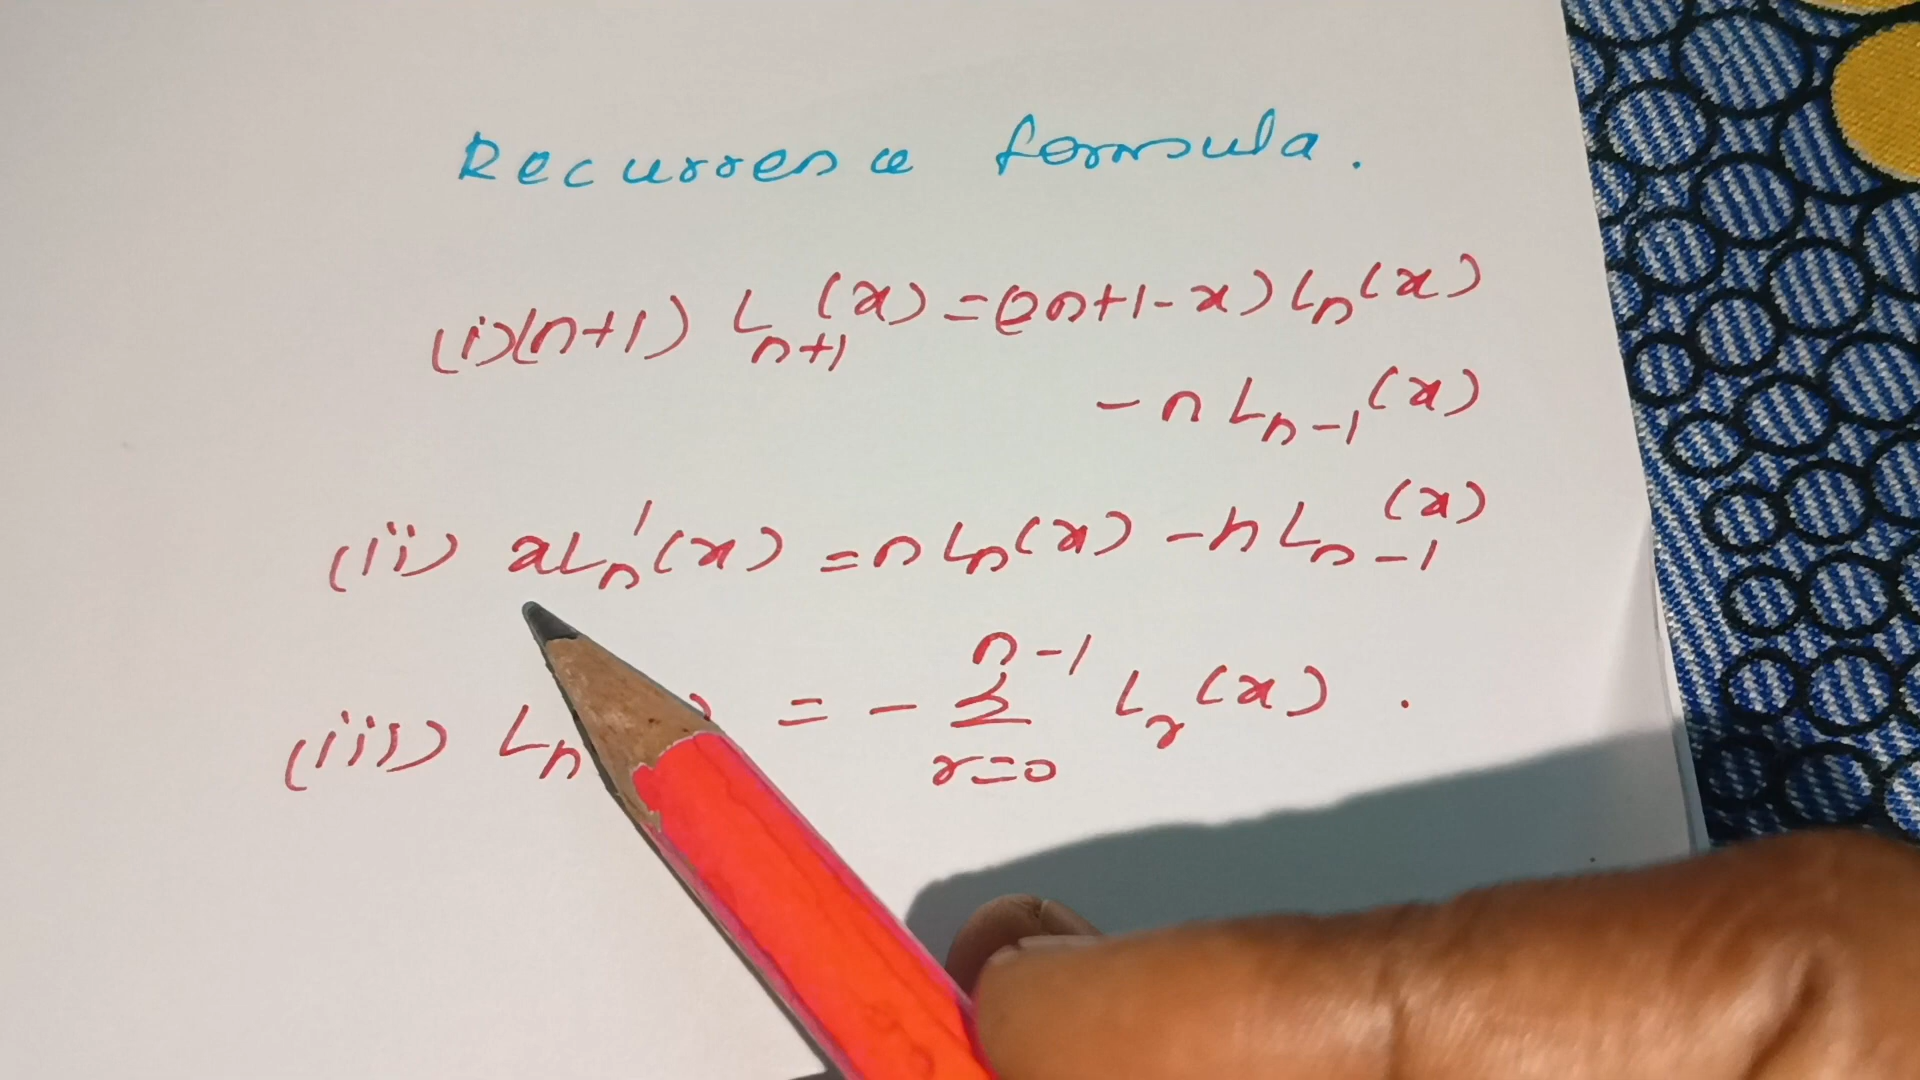 Recurrence formula.
(i)(n+1) L_{n+1}(x) = (2n+1-x) L_n(x)
- n L_{n-1}(x)
(ii) xL_n'(x) = n L_n(x) - n L_{n-1}(x)
(iii) L_n ) = - Σ_{r=0}^{n-1} L_r(x) .